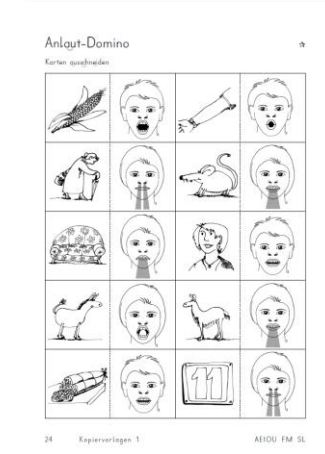 Anlaut-Domino
Karten ausschneiden
11
24 Kopiervorlagen 1 AEIOU FM SL